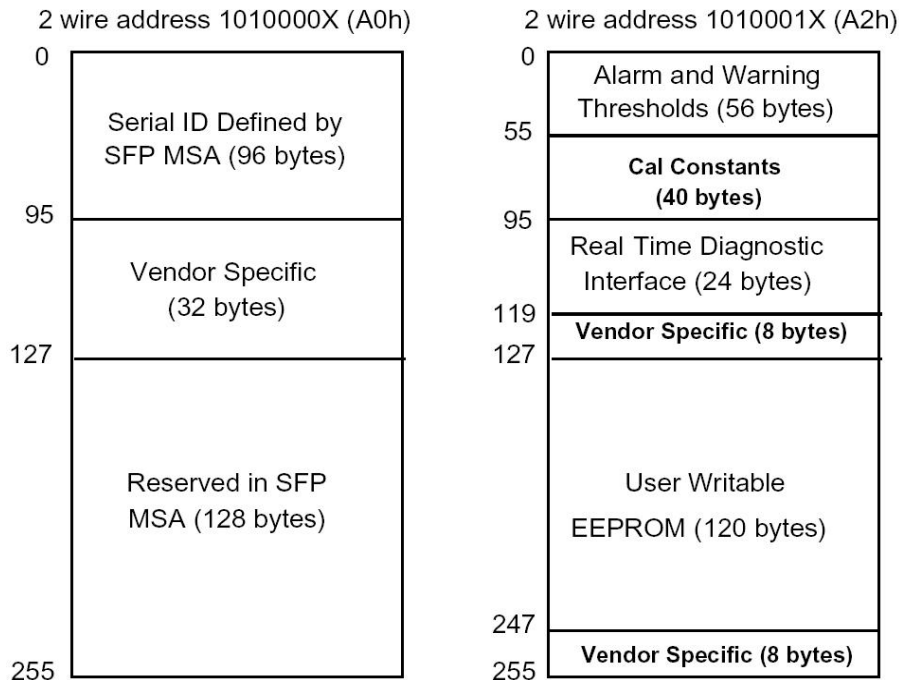 2 wire address 1010000X (A0h)
0
Serial ID Defined by
SFP MSA (96 bytes)
95
Vendor Specific
(32 bytes)
127
Reserved in SFP
MSA (128 bytes)
255
2 wire address 1010001X (A2h)
0
Alarm and Warning
Thresholds (56 bytes)
55
Cal Constants
(40 bytes)
95
Real Time Diagnostic
Interface (24 bytes)
119
Vendor Specific (8 bytes)
127
User Writable
EEPROM (120 bytes)
247
Vendor Specific (8 bytes)
255